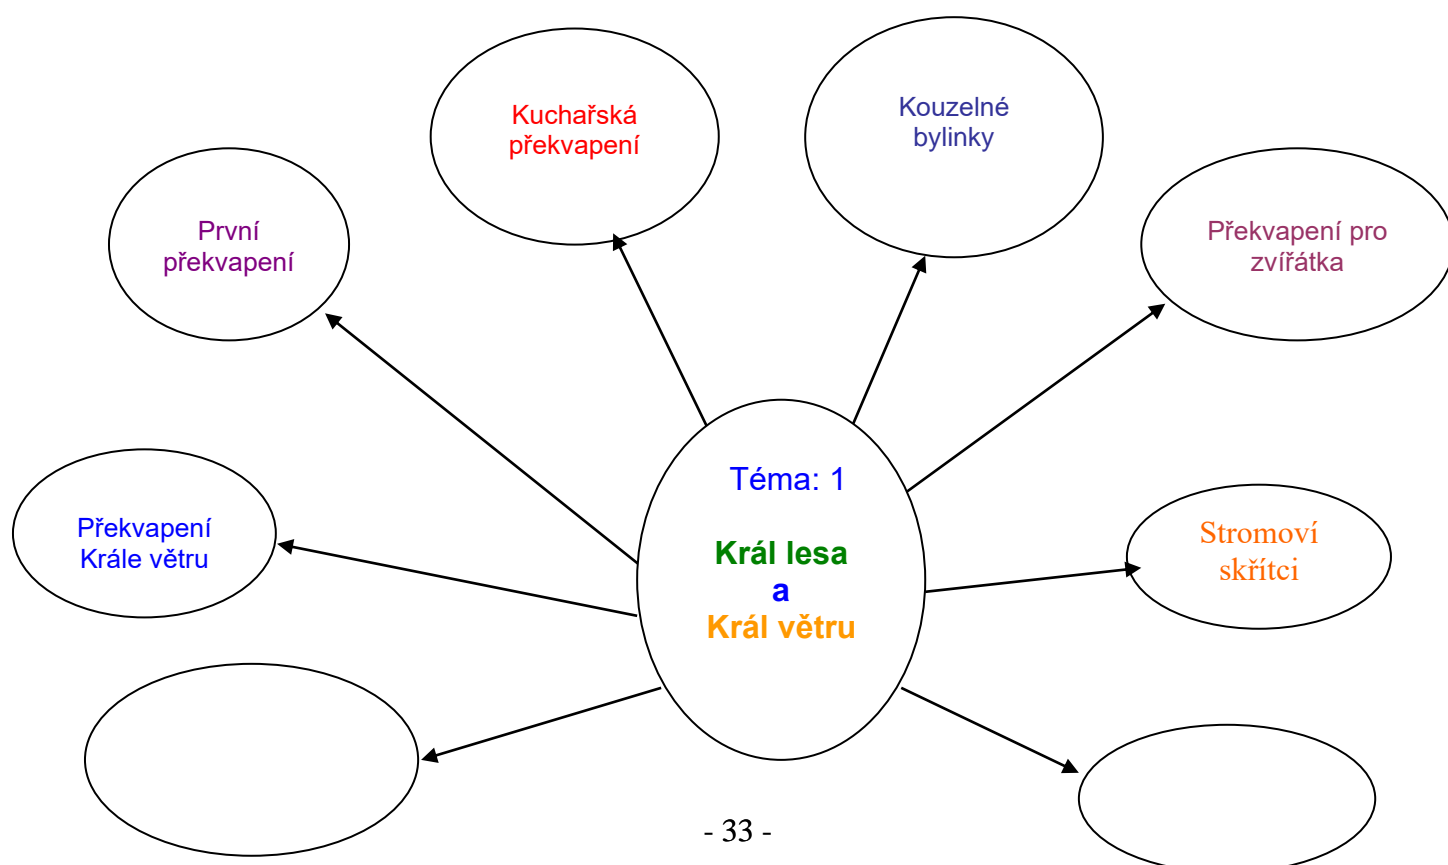 Kuchařská
překvapení
Kouzelné
bylinky
První
překvapení
Překvapení pro
zvířátka
Téma: 1
Král lesa
a
Král větru
Překvapení
Krále větru
Stromoví
skřítci
- 33 -